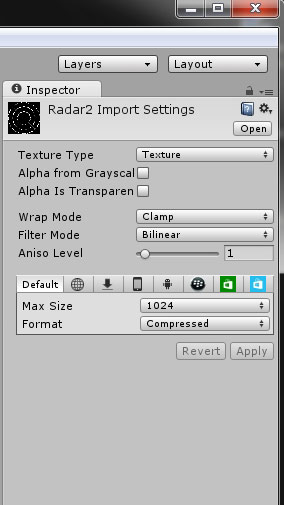 Layers Layout
Inspector
Radar2 Import Settings
Open
Texture Type Texture
Alpha from Grayscal
Alpha Is Transparen
Wrap Mode Clamp
Filter Mode Bilinear
Aniso Level 1
Default
Max Size 1024
Format Compressed
Revert Apply